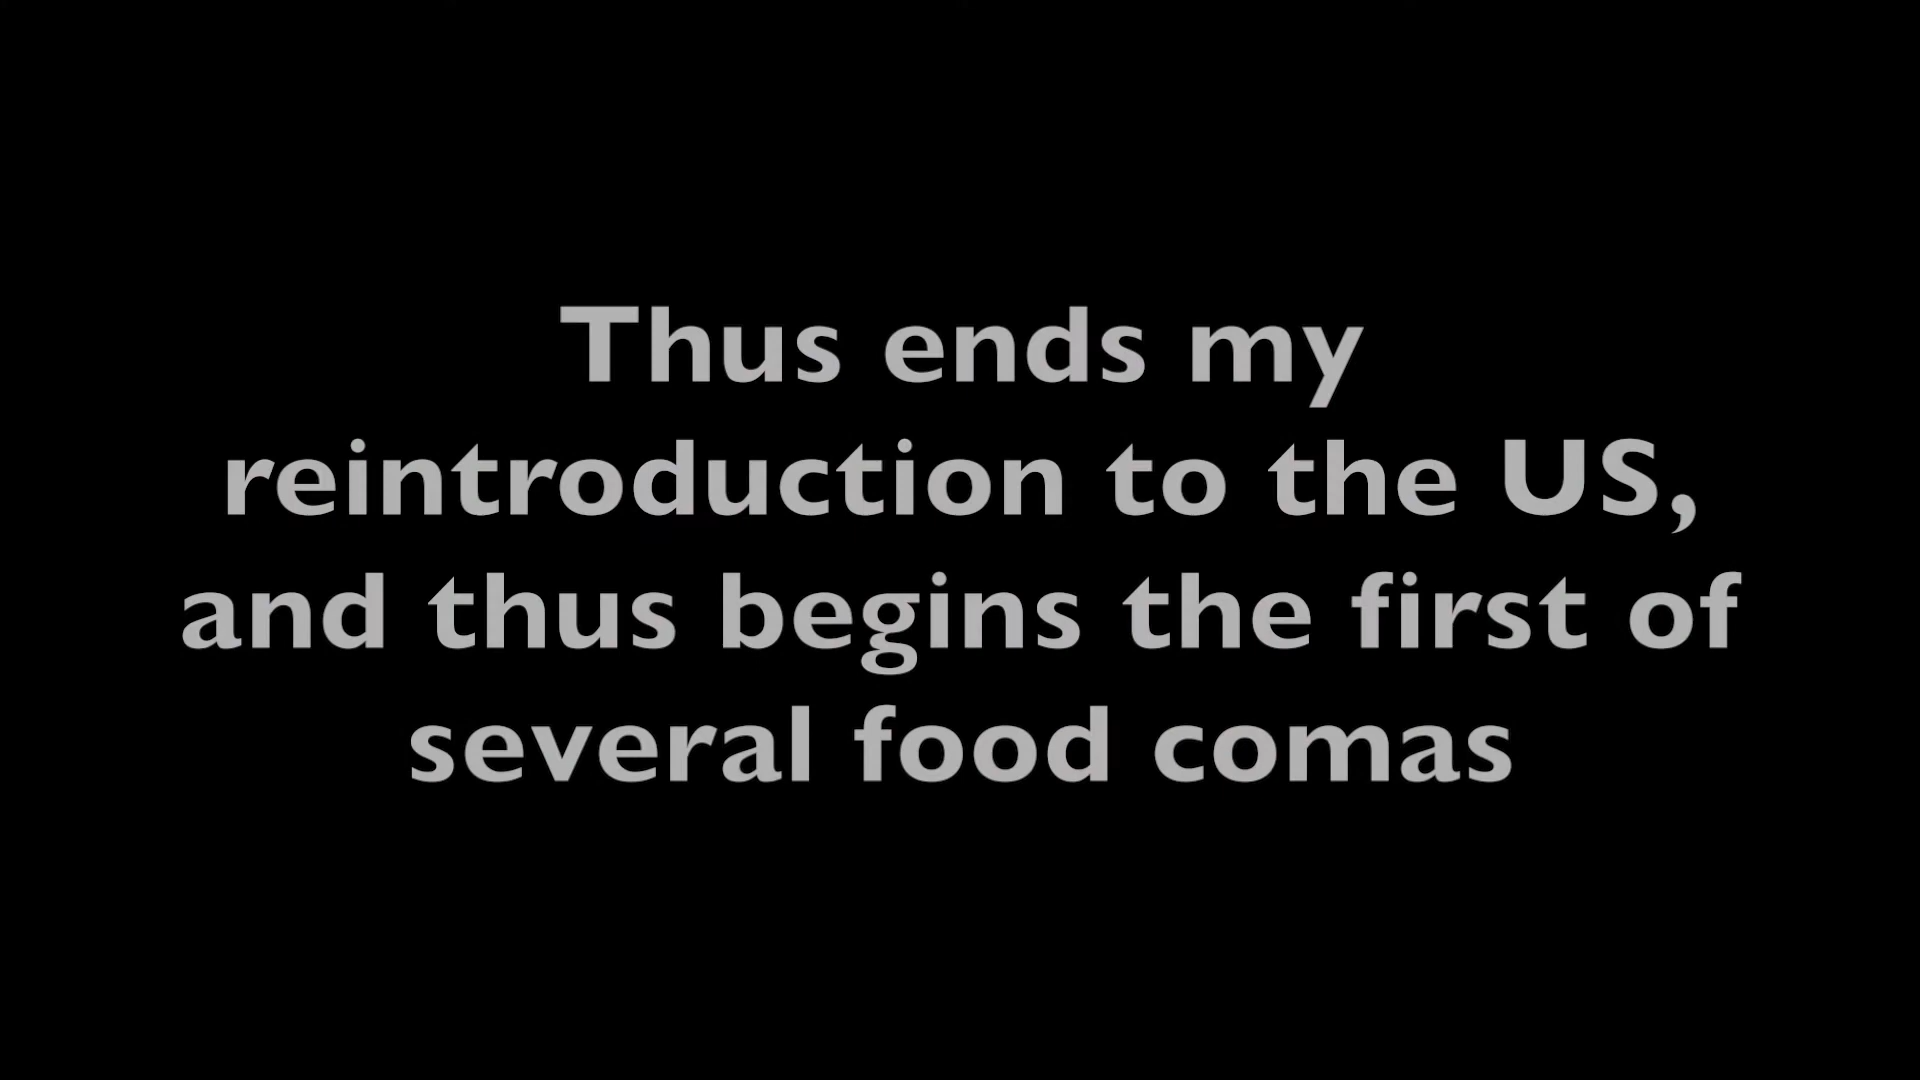 Thus ends my
reintroduction to the US,
and thus begins the first of
several food comas